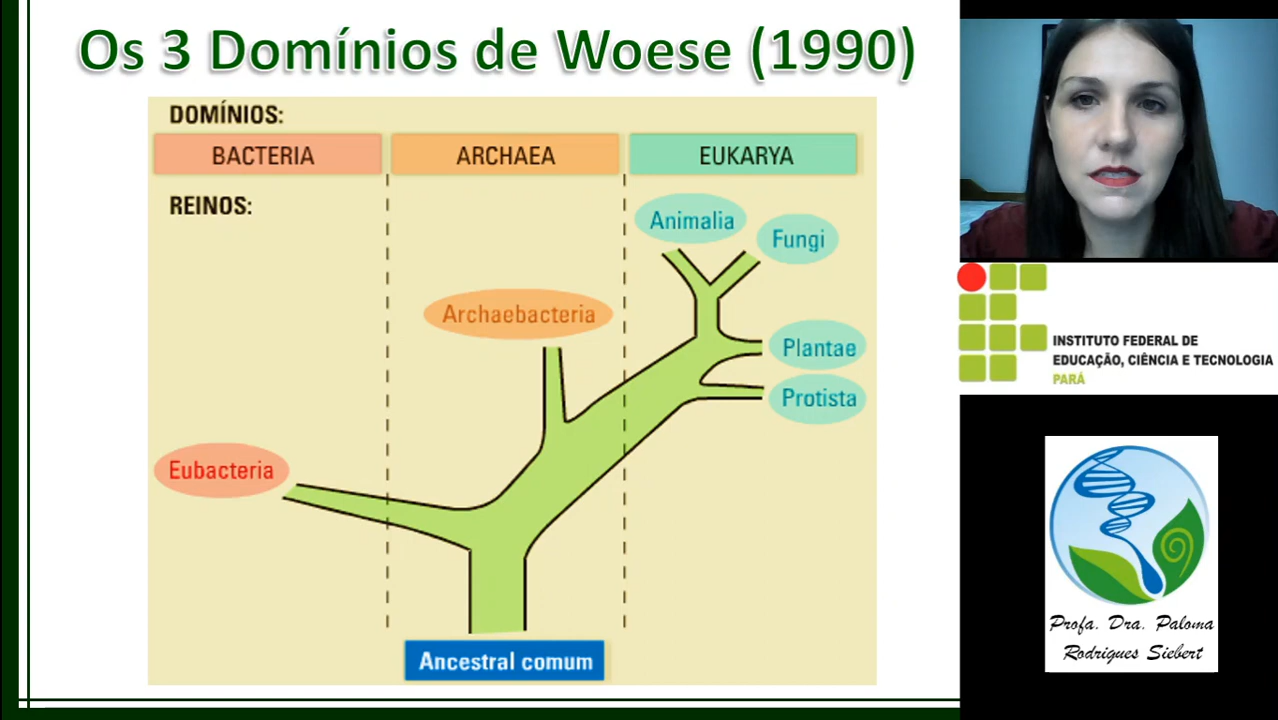 Os 3 Domínios de Woese (1990)
DOMÍNIOS:
BACTERIA
ARCHAEA
EUKARYA
REINOS:
Animalia
Fungi
Archaebacteria
Plantae
Protista
Eubacteria
Ancestral comum
INSTITUTO FEDERAL DE
EDUCAÇÃO, CIÊNCIA E TECNOLOGIA
PARÁ
Profa. Dra. Paloma
Rodrigues Siebert